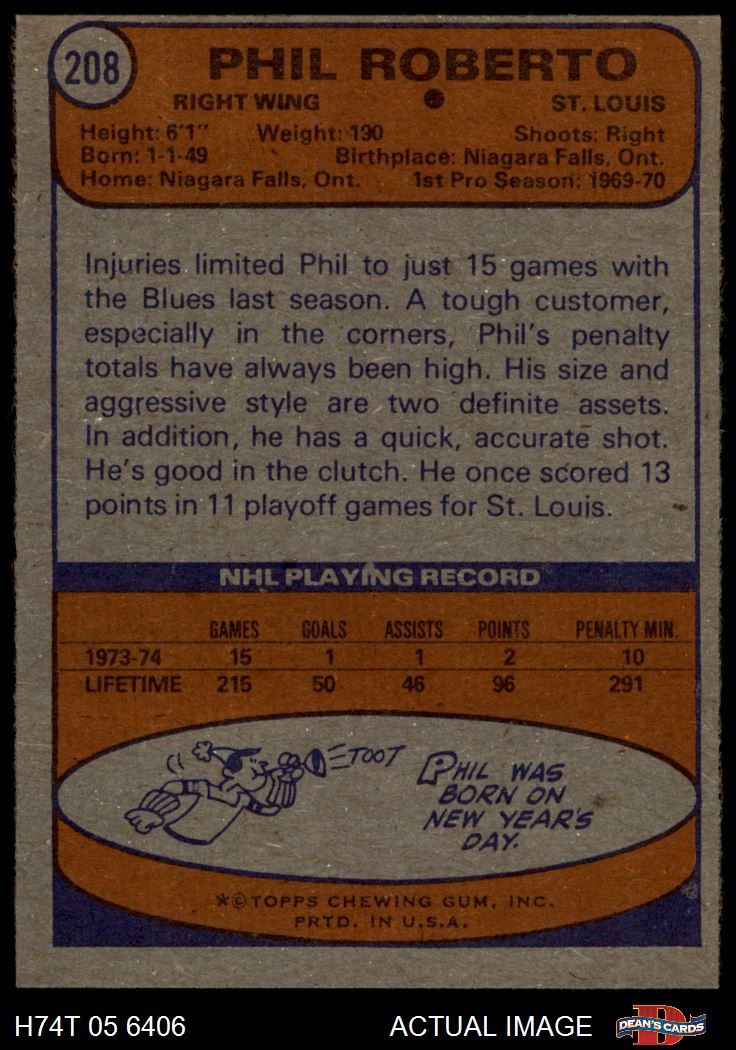 208
PHIL ROBERTO
RIGHT WING ● ST. LOUIS
Height: 6'1" Weight: 190 Shoots: Right
Born: 1-1-49 Birthplace: Niagara Falls, Ont.
Home: Niagara Falls, Ont. 1st Pro Season: 1969-70
Injuries limited Phil to just 15 games with
the Blues last season. A tough customer,
especially in the corners, Phil's penalty
totals have always been high. His size and
aggressive style are two definite assets.
In addition, he has a quick, accurate shot.
He's good in the clutch. He once scored 13
points in 11 playoff games for St. Louis.
NHL PLAYING RECORD
GAMES GOALS ASSISTS POINTS PENALTY MIN.
1973-74 15 1 1 2 10
LIFETIME 215 50 46 96 291
TOOT
PHIL WAS
BORN ON
NEW YEAR'S
DAY.
*©TOPPS CHEWING GUM, INC.
PRTD. IN U.S.A.
H74T 05 6406 ACTUAL IMAGE
D
DEAN'S CARDS